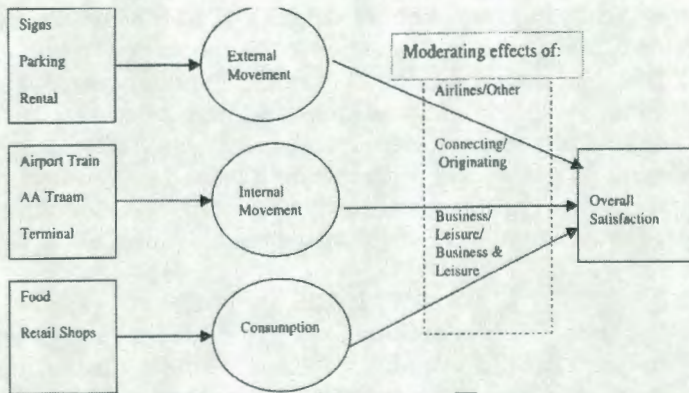 Signs
Parking
Rental
External
Movement
Moderating effects of:
Airlines/Other
Connecting/
Originating
Business/
Leisure/
Business &
Leisure
Airport Train
AA Traam
Terminal
Internal
Movement
Overall
Satisfaction
Food
Retail Shops
Consumption